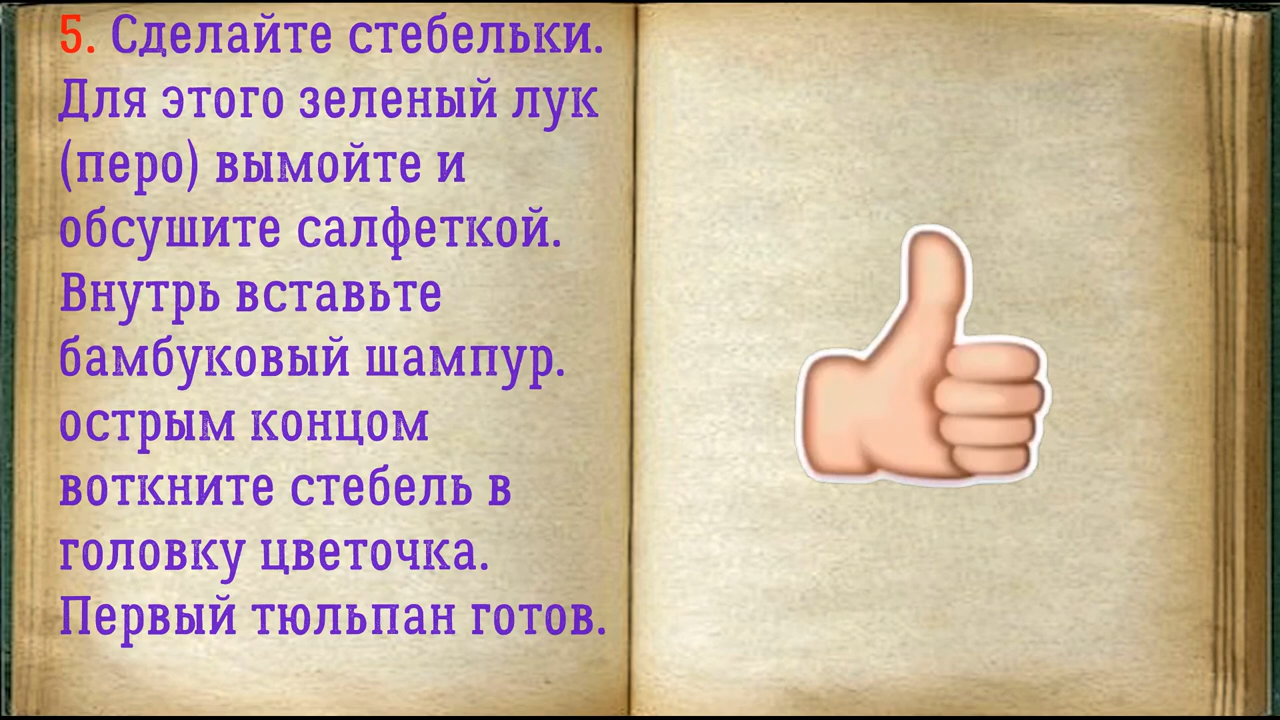 5. Сделайте стебельки.
Для этого зеленый лук
(перо) вымойте и
обсушите салфеткой.
Внутрь вставьте
бамбуковый шампур.
острым концом
воткните стебель в
головку цветочка.
Первый тюльпан готов.